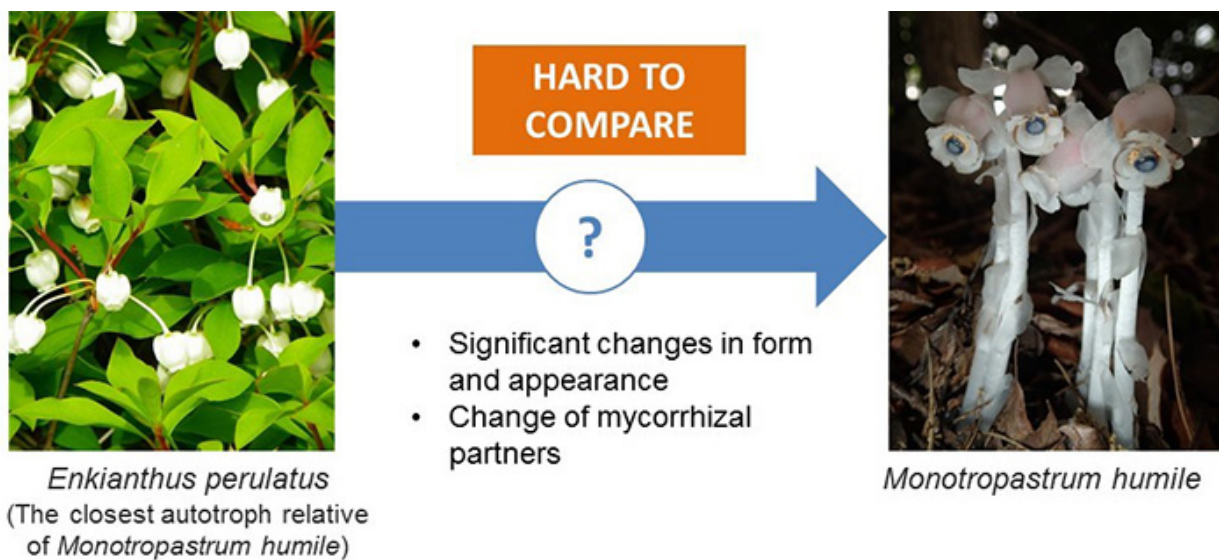 HARD TO
COMPARE
?
• Significant changes in form
and appearance
• Change of mycorrhizal
partners
Enkianthus perulatus
(The closest autotroph relative
of Monotropastrum humile)
Monotropastrum humile